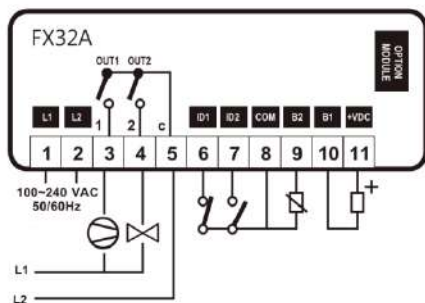 FX32A
OPTION
MODULE
OUT1 OUT2
L1 L2 1 2 C ID1 ID2 COM B2 B1 +VDC
1 2 3 4 5 6 7 8 9 10 11
100~240 VAC
50/60Hz
+
L1
L2